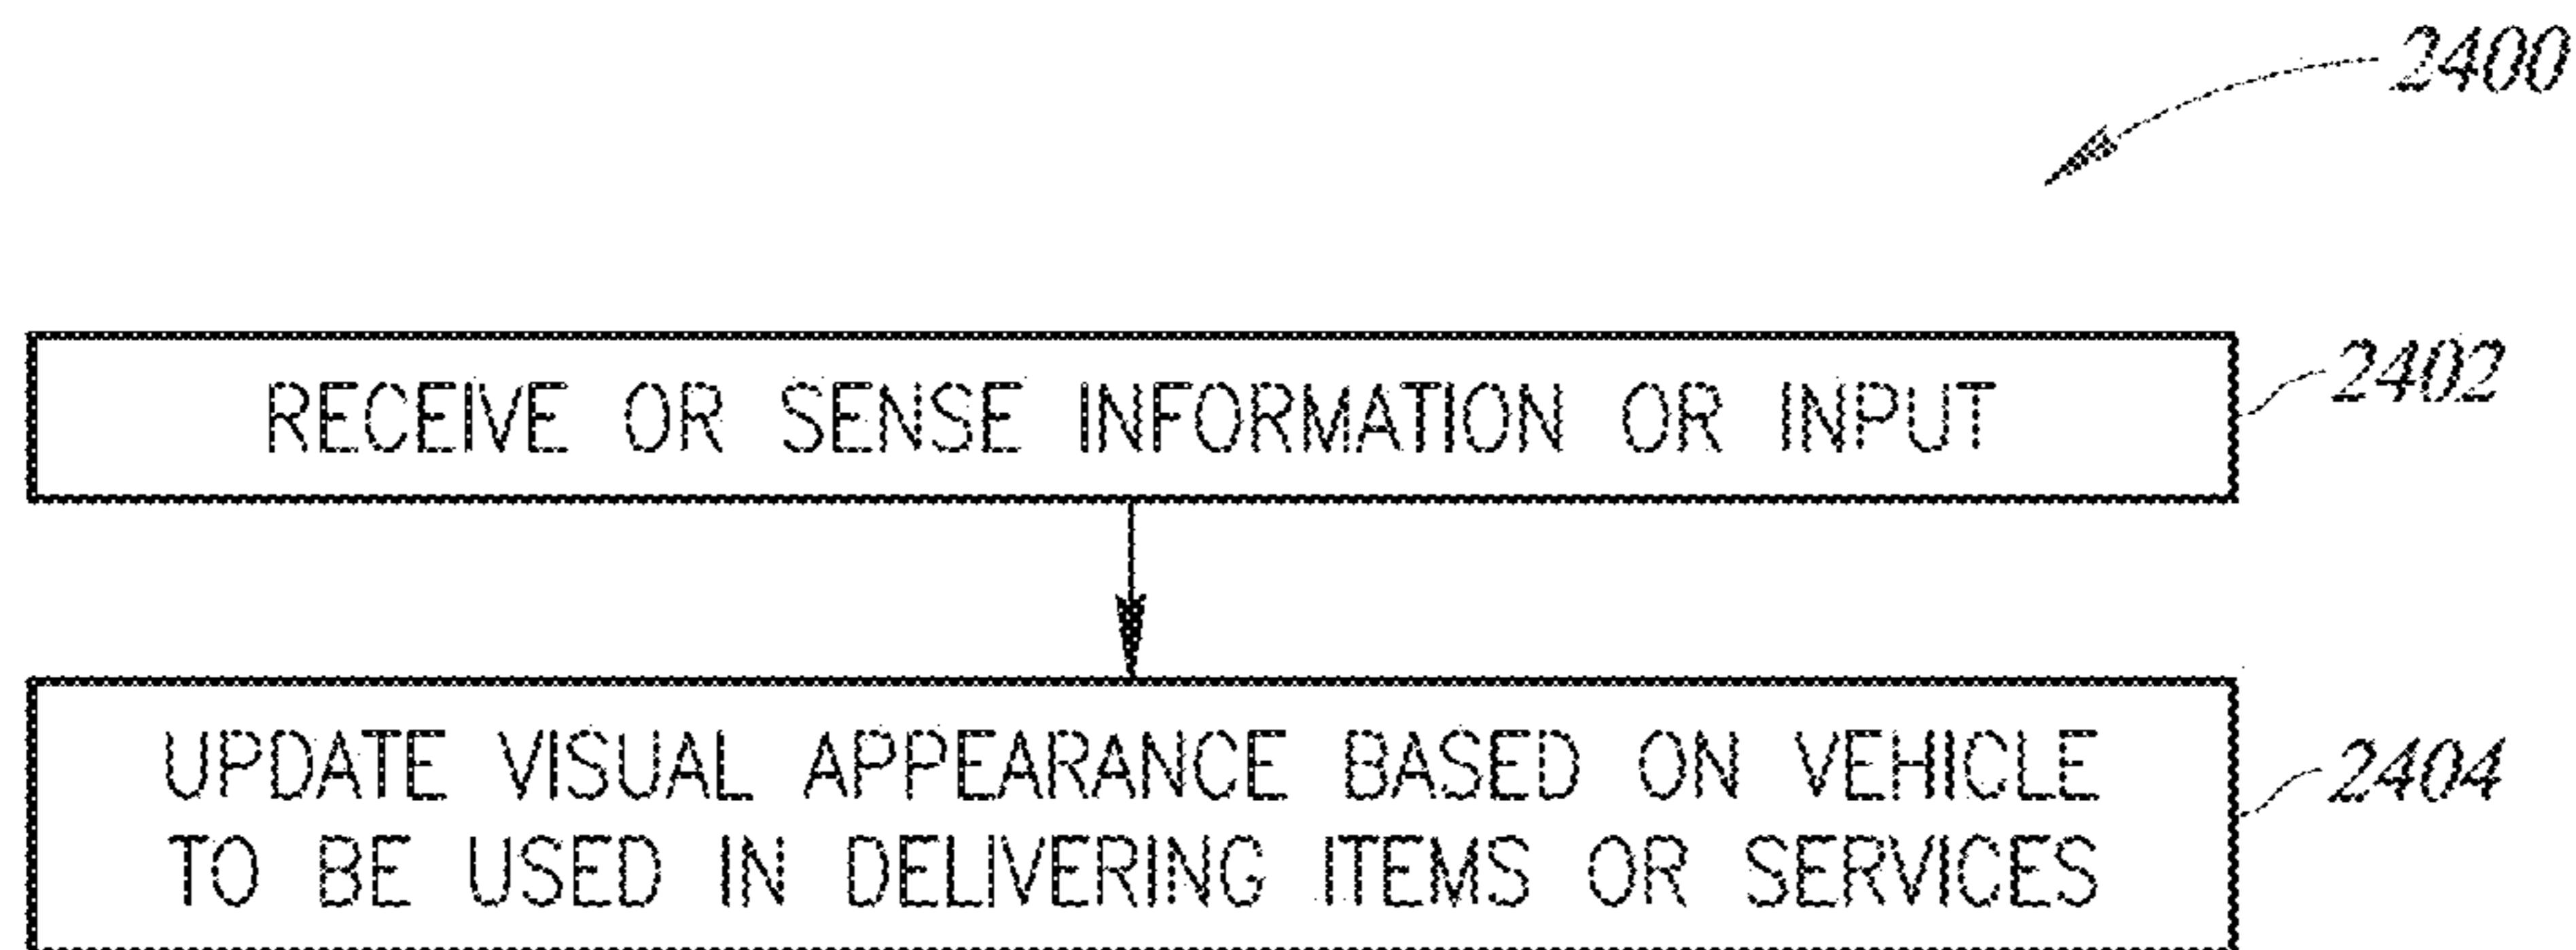 2400
RECEIVE OR SENSE INFORMATION OR INPUT
2402
UPDATE VISUAL APPEARANCE BASED ON VEHICLE
TO BE USED IN DELIVERING ITEMS OR SERVICES
2404